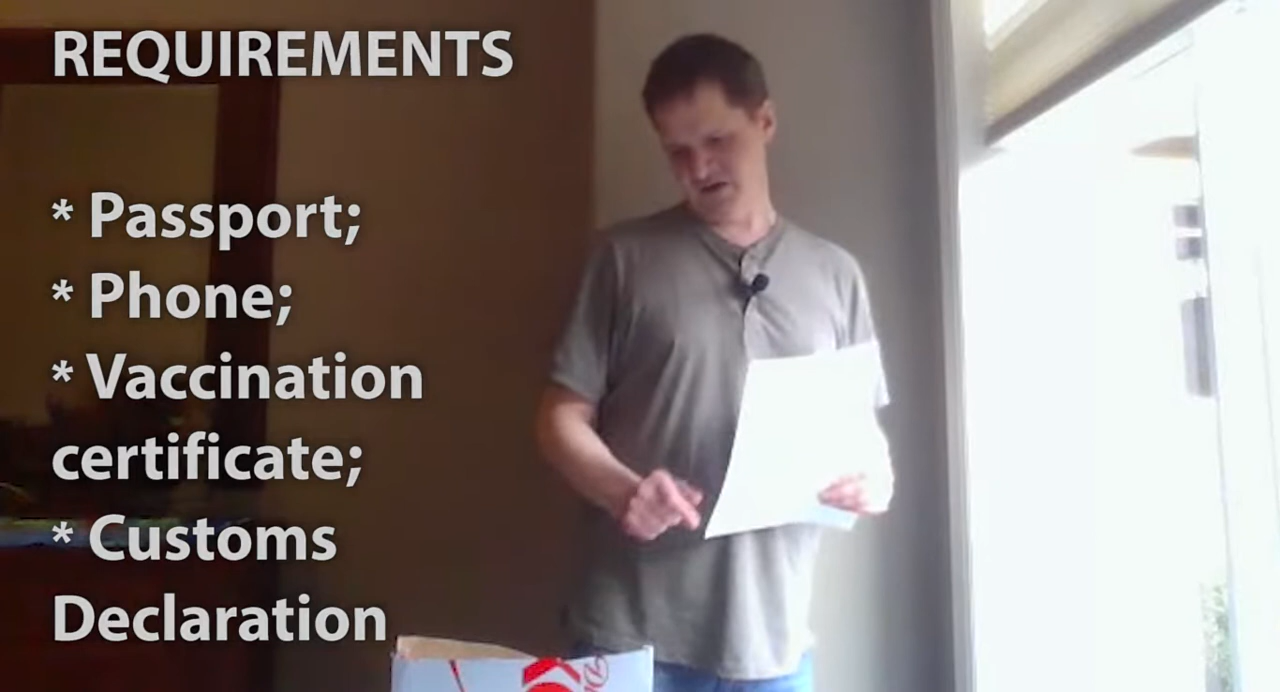 REQUIREMENTS
* Passport;
* Phone;
* Vaccination
certificate;
* Customs
Declaration